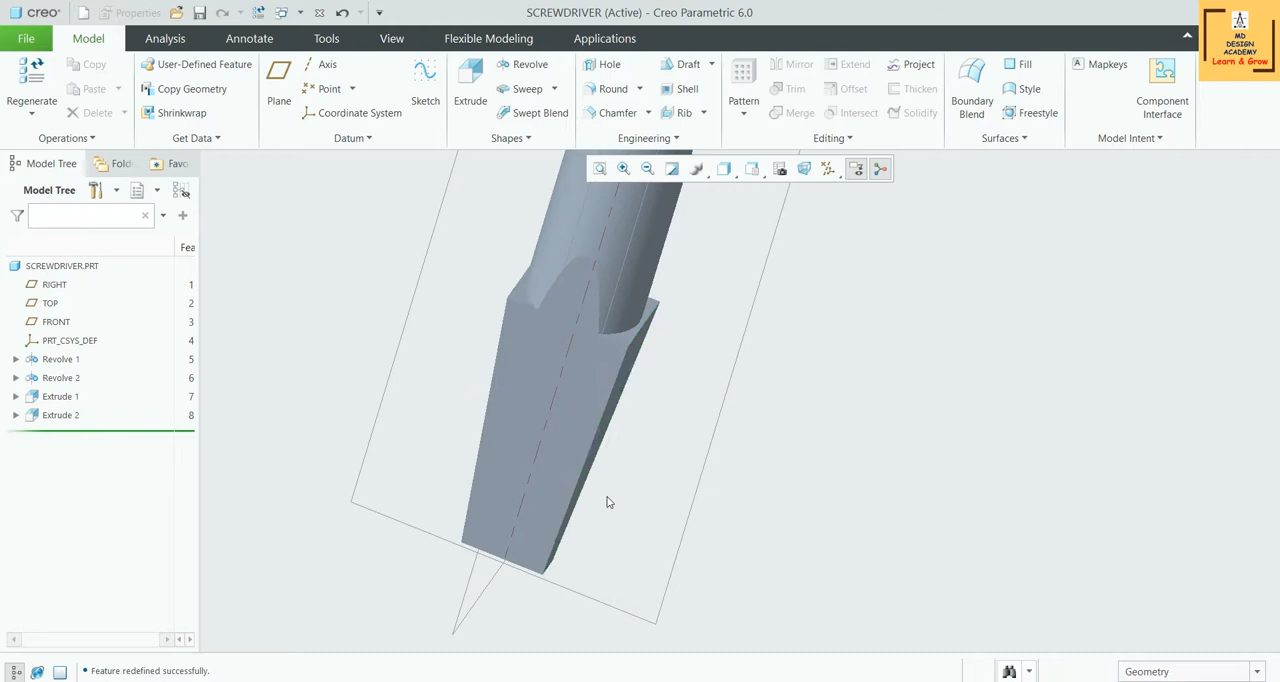 creo
Properties
SCREWDRIVER (Active) - Creo Parametric 6.0
MD
DESIGN
ACADEMY
Learn & Grow
File
Model
Analysis
Annotate
Tools
View
Flexible Modeling
Applications
Regenerate
Copy
Paste
Delete
User-Defined Feature
Copy Geometry
Shrinkwrap
Plane
Axis
Point
Coordinate System
Sketch
Extrude
Revolve
Sweep
Swept Blend
Hole
Round
Chamfer
Draft
Shell
Rib
Pattern
Mirror
Trim
Merge
Extend
Offset
Intersect
Project
Thicken
Solidify
Boundary
Blend
Fill
Style
Freestyle
Mapkeys
Component
Interface
Operations
Get Data
Datum
Shapes
Engineering
Editing
Surfaces
Model Intent
Model Tree
Fold
Favo
Model Tree
Fea
SCREWDRIVER.PRT
RIGHT 1
TOP 2
FRONT 3
PRT_CSYS_DEF 4
Revolve 1 5
Revolve 2 6
Extrude 1 7
Extrude 2 8
Feature redefined successfully.
Geometry